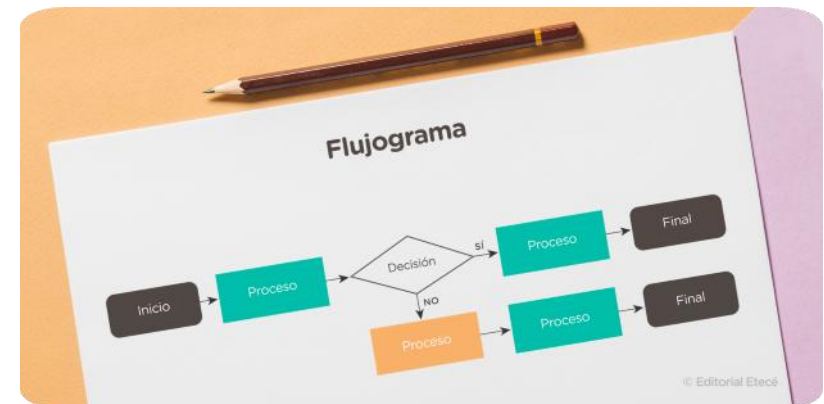 Flujograma
Inicio
Proceso
Decisión
SÍ
Proceso
Final
NO
Proceso
Proceso
Final
© Editorial Etecé